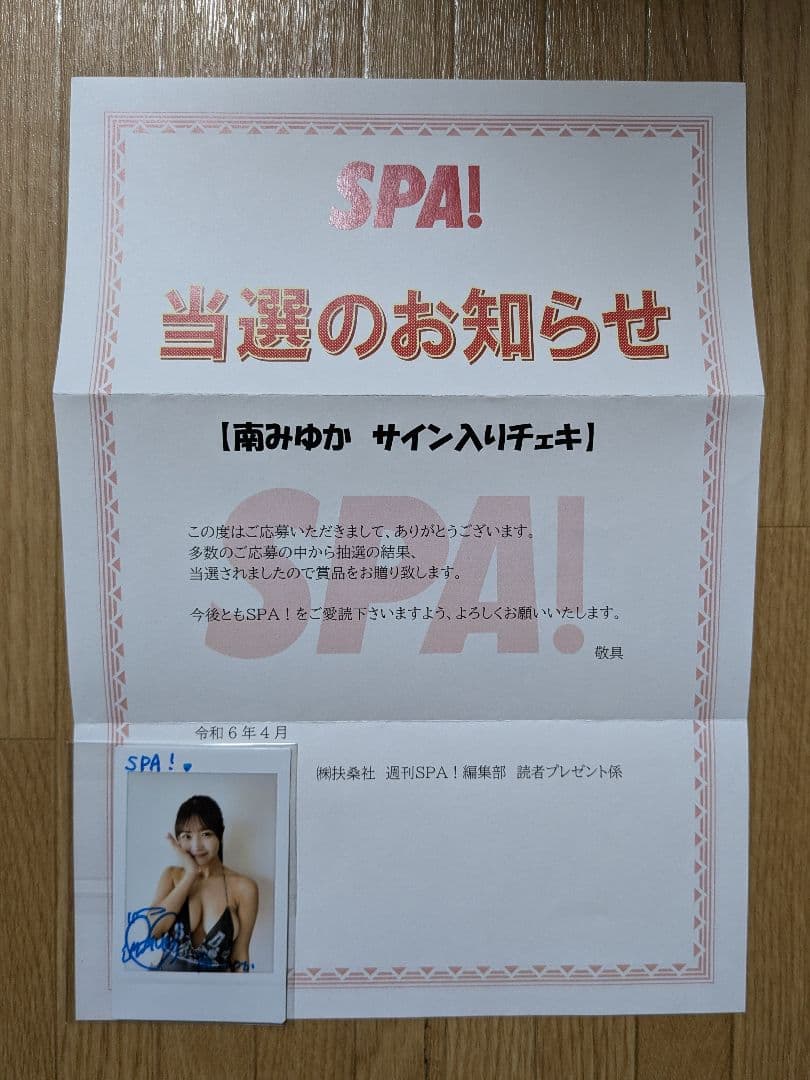 SPA!
当選のお知らせ
【南みゆか サイン入りチェキ】
SPA!
この度はご応募いただきまして、ありがとうございます。
多数のご応募の中から抽選の結果、
当選されましたので賞品をお贈り致します。
今後ともSPA！をご愛読下さいますよう、よろしくお願いいたします。
敬具
令和６年４月
㈱扶桑社 週刊SPA！編集部 読者プレゼント係
SPA!